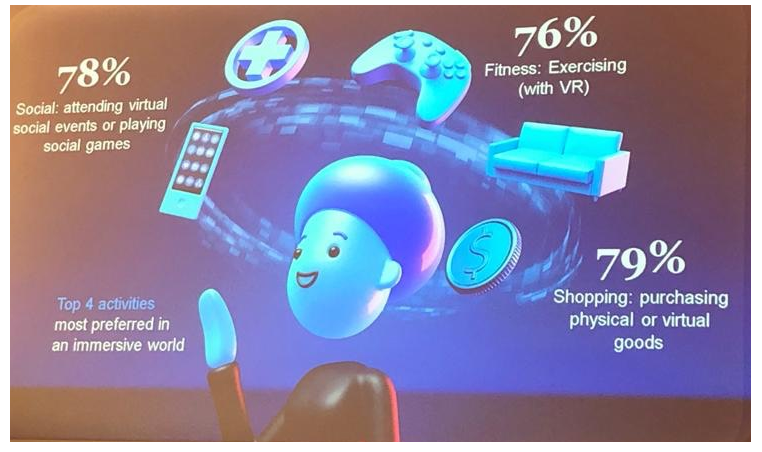 78%
Social: attending virtual
social events or playing
social games
76%
Fitness: Exercising
(with VR)
$
79%
Shopping: purchasing
physical or virtual
goods
Top 4 activities
most preferred in
an immersive world